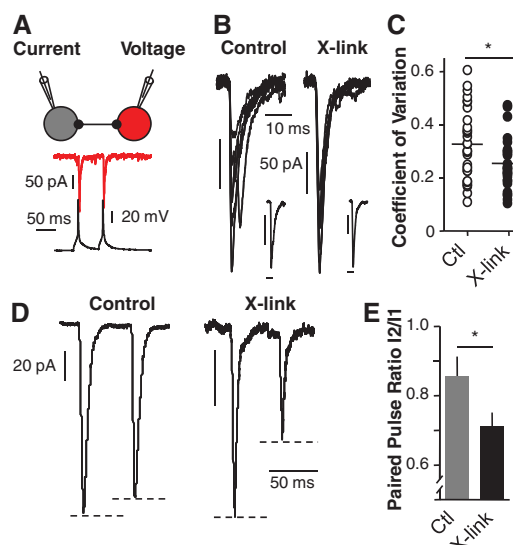 A
Current Voltage
50 pA
50 ms
20 mV
B
Control X-link
10 ms
50 pA
C
*
Coefficient of Variation
0.6
0.4
0.2
0
Ctl
X-link
D
Control X-link
20 pA
50 ms
E
*
Paired Pulse Ratio I2/I1
1.0
0.8
0.6
Ctl
X-link